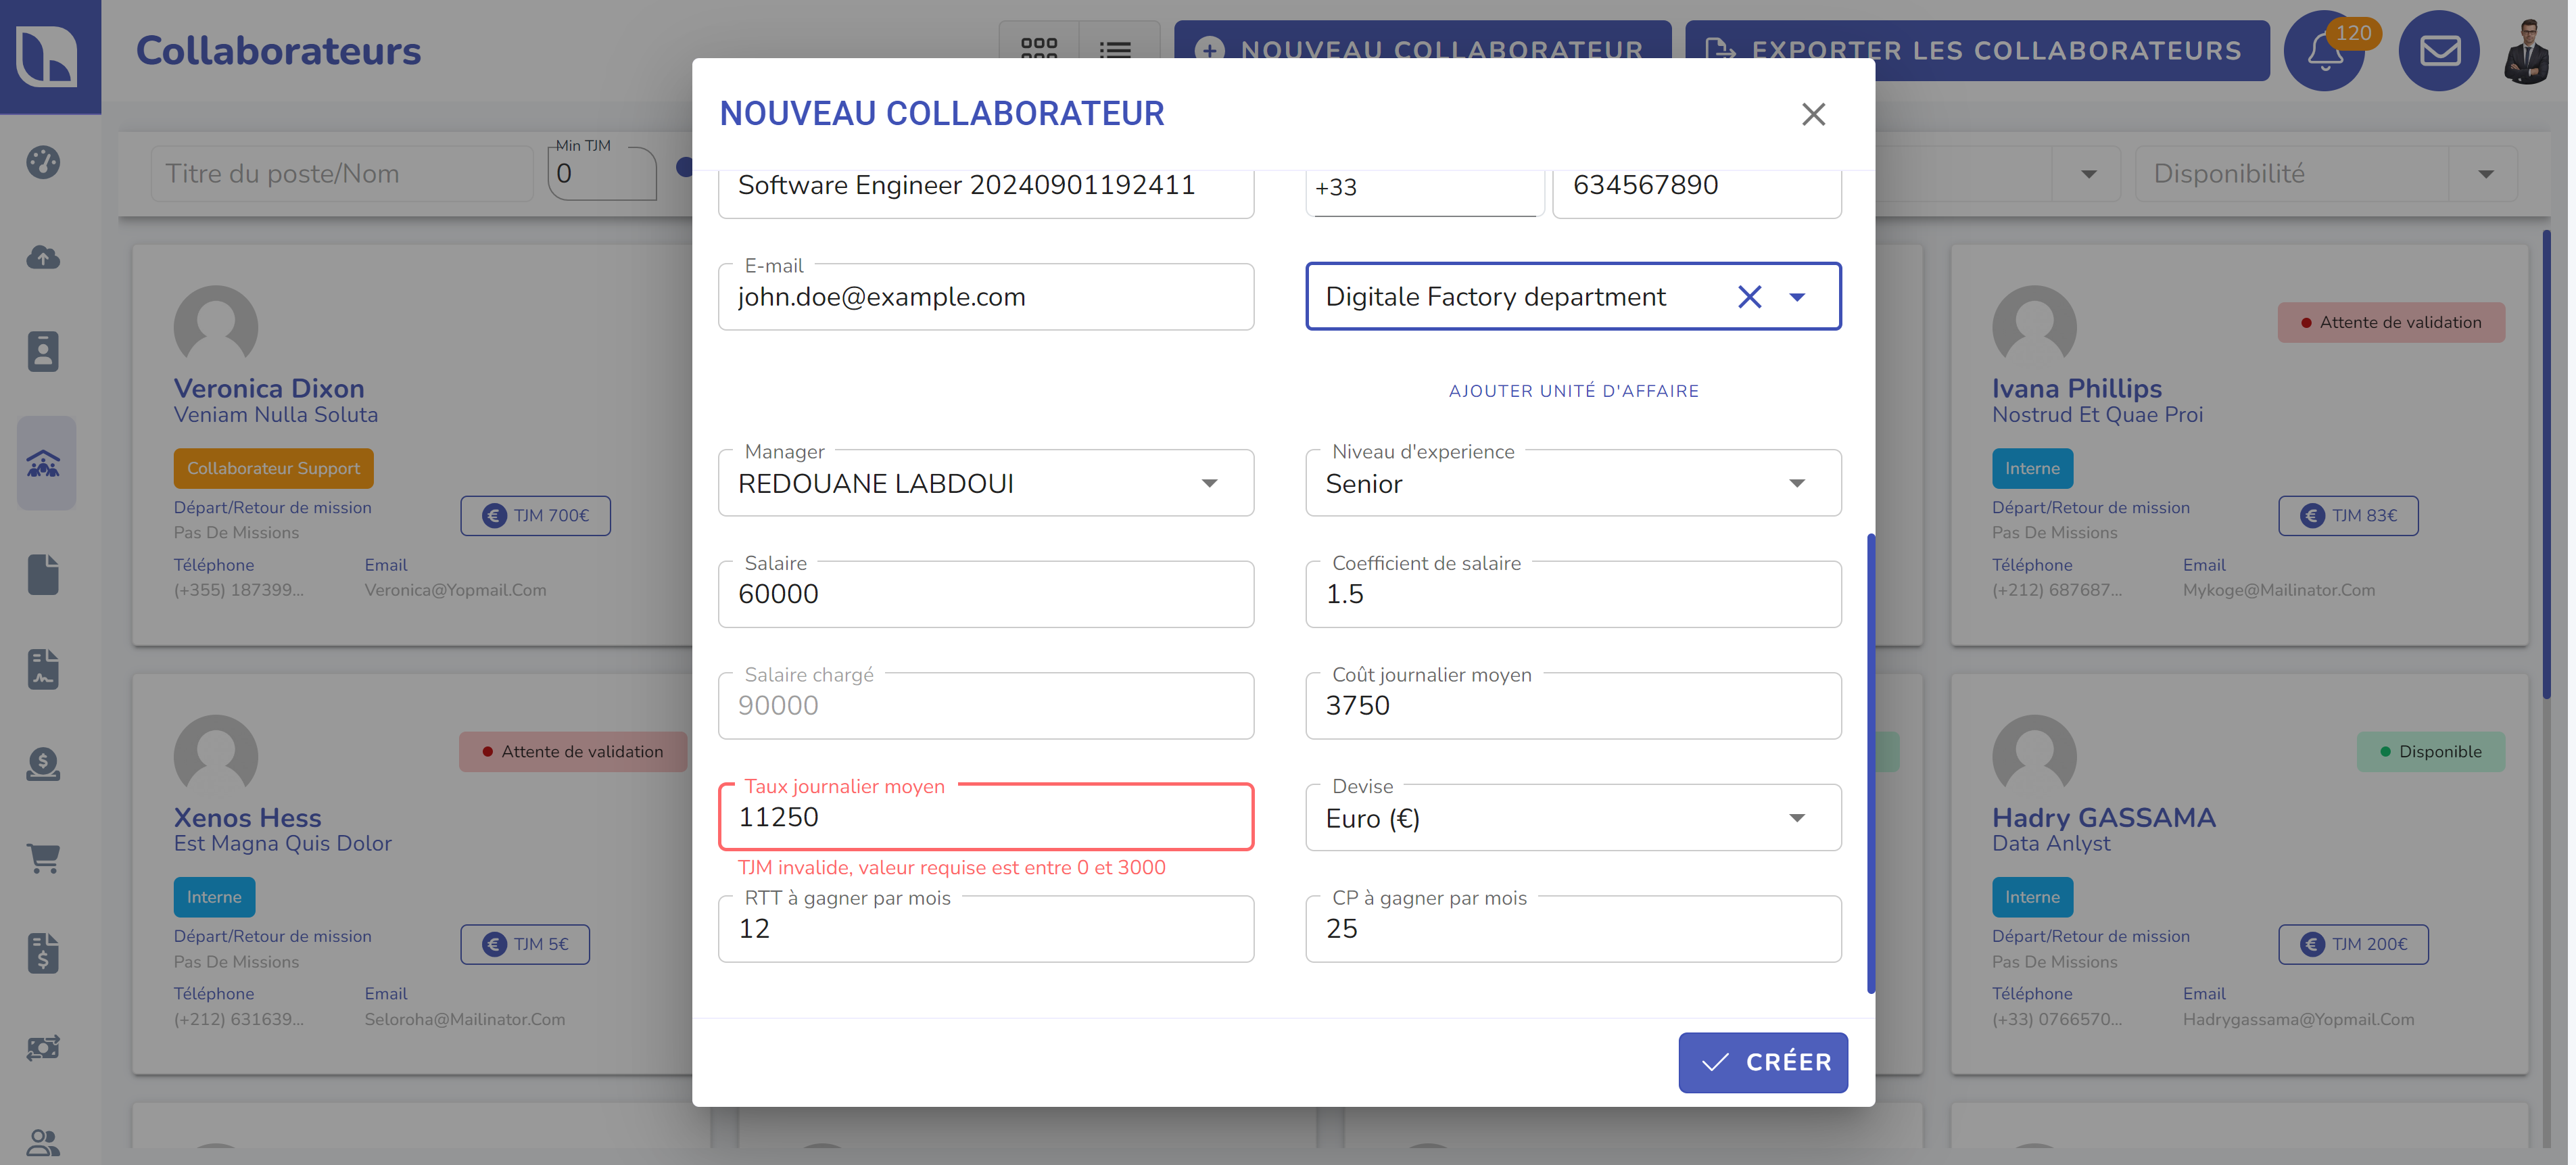 Collaborateurs
NOUVEAU COLLABORATEUR
EXPORTER LES COLLABORATEURS
120
Titre du poste/Nom
Min TJM
0
Disponibilité
Veronica Dixon
Veniam Nulla Soluta
Collaborateur Support
Départ/Retour de mission
Pas De Missions
TJM 700€
Téléphone
Email
(+355) 187399...
Veronica@Yopmail.Com
Attente de validation
Xenos Hess
Est Magna Quis Dolor
Interne
Départ/Retour de mission
Pas De Missions
TJM 5€
Téléphone
Email
(+212) 631639...
Seloroha@Mailinator.Com
NOUVEAU COLLABORATEUR
Software Engineer 20240901192411
+33
634567890
E-mail
john.doe@example.com
Digitale Factory department
AJOUTER UNITÉ D'AFFAIRE
Manager
REDOUANE LABDOUI
Niveau d'experience
Senior
Salaire
60000
Coefficient de salaire
1.5
Salaire chargé
90000
Coût journalier moyen
3750
Taux journalier moyen
11250
TJM invalide, valeur requise est entre 0 et 3000
Devise
Euro (€)
RTT à gagner par mois
12
CP à gagner par mois
25
CRÉER
Attente de validation
Ivana Phillips
Nostrud Et Quae Proi
Interne
Départ/Retour de mission
Pas De Missions
TJM 83€
Téléphone
Email
(+212) 687687...
Mykoge@Mailinator.Com
Disponible
Hadry GASSAMA
Data Anlyst
Interne
Départ/Retour de mission
Pas De Missions
TJM 200€
Téléphone
Email
(+33) 0766570...
Hadrygassama@Yopmail.Com